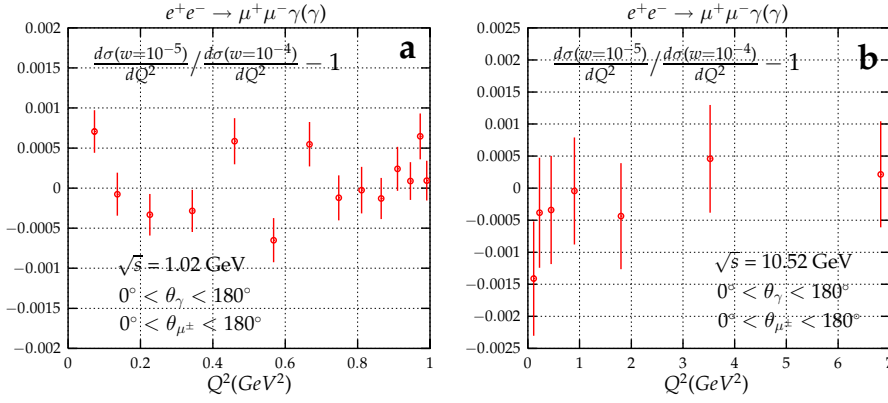 e⁺e⁻ → μ⁺μ⁻γ(γ)
a
dσ(w=10⁻⁵)/dQ² / dσ(w=10⁻⁴)/dQ² − 1
0.002
0.0015
0.001
0.0005
0
−0.0005
−0.001
−0.0015
−0.002
√s = 1.02 GeV
0° < θγ < 180°
0° < θμ± < 180°
0 0.2 0.4 0.6 0.8 1
Q²(GeV²)
e⁺e⁻ → μ⁺μ⁻γ(γ)
b
dσ(w=10⁻⁵)/dQ² / dσ(w=10⁻⁴)/dQ² − 1
0.0025
0.002
0.0015
0.001
0.0005
0
−0.0005
−0.001
−0.0015
−0.002
−0.0025
√s = 10.52 GeV
0° < θγ < 180°
0° < θμ± < 180°
0 1 2 3 4 5 6 7
Q²(GeV²)